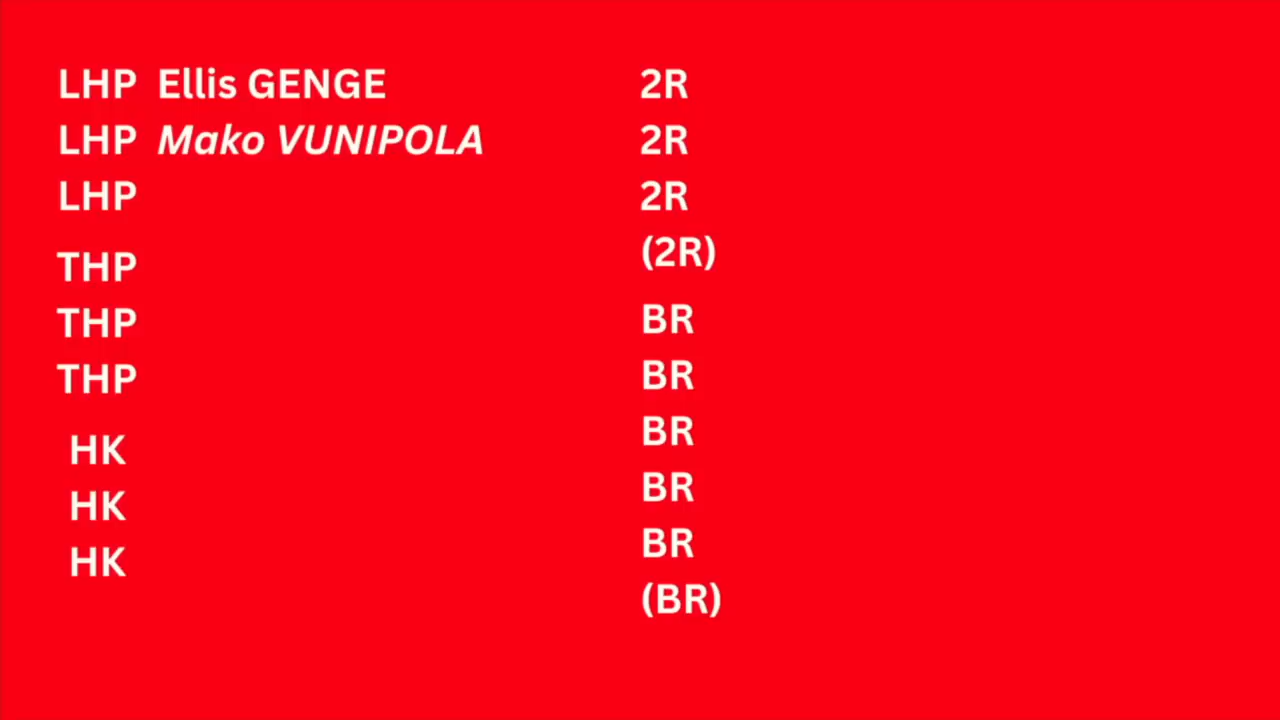 LHP Ellis GENGE
LHP Mako VUNIPOLA
LHP
THP
THP
THP
HK
HK
HK
2R
2R
2R
(2R)
BR
BR
BR
BR
BR
(BR)